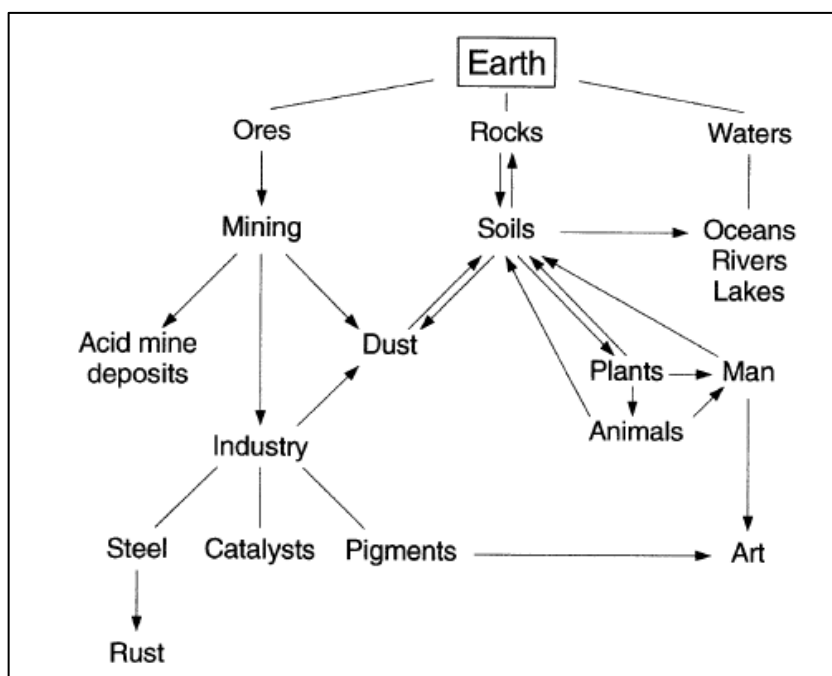 Earth
Ores
Rocks
Waters
Mining
Soils
Oceans
Rivers
Lakes
Acid mine
deposits
Dust
Plants
Man
Animals
Industry
Steel
Catalysts
Pigments
Art
Rust